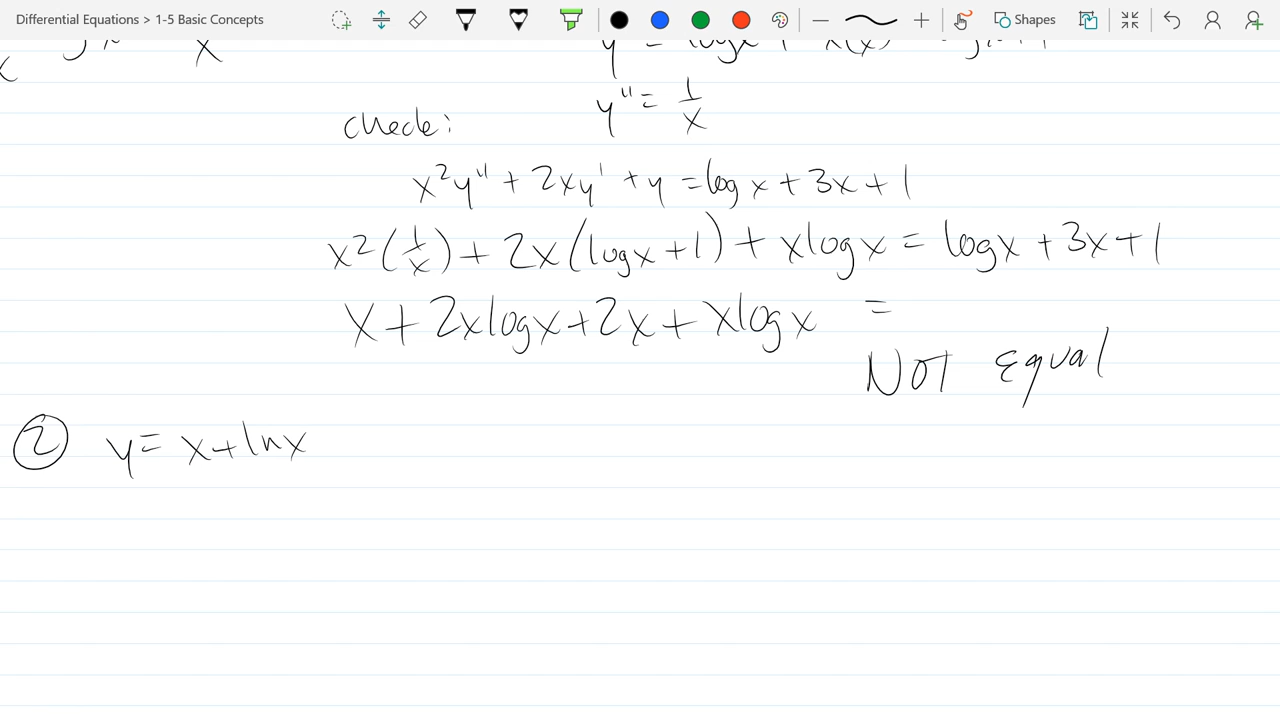 Differential Equations > 1-5 Basic Concepts
Shapes
y'' = 1/x
check:
x²y'' + 2xy' + y = log x + 3x + 1
x²(1/x) + 2x(log x + 1) + x log x = log x + 3x + 1
x + 2x log x + 2x + x log x =
NOT Equal
② y = x + ln x